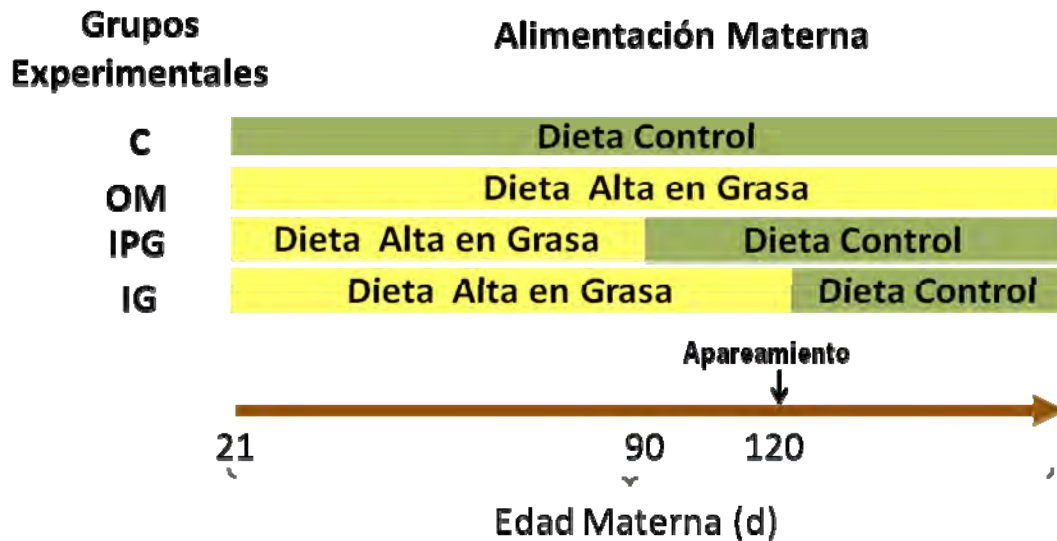 Grupos
Experimentales
Alimentación Materna
C
Dieta Control
OM
Dieta Alta en Grasa
IPG
Dieta Alta en Grasa
Dieta Control
IG
Dieta Alta en Grasa
Dieta Control
Apareamiento
21
90
120
Edad Materna (d)